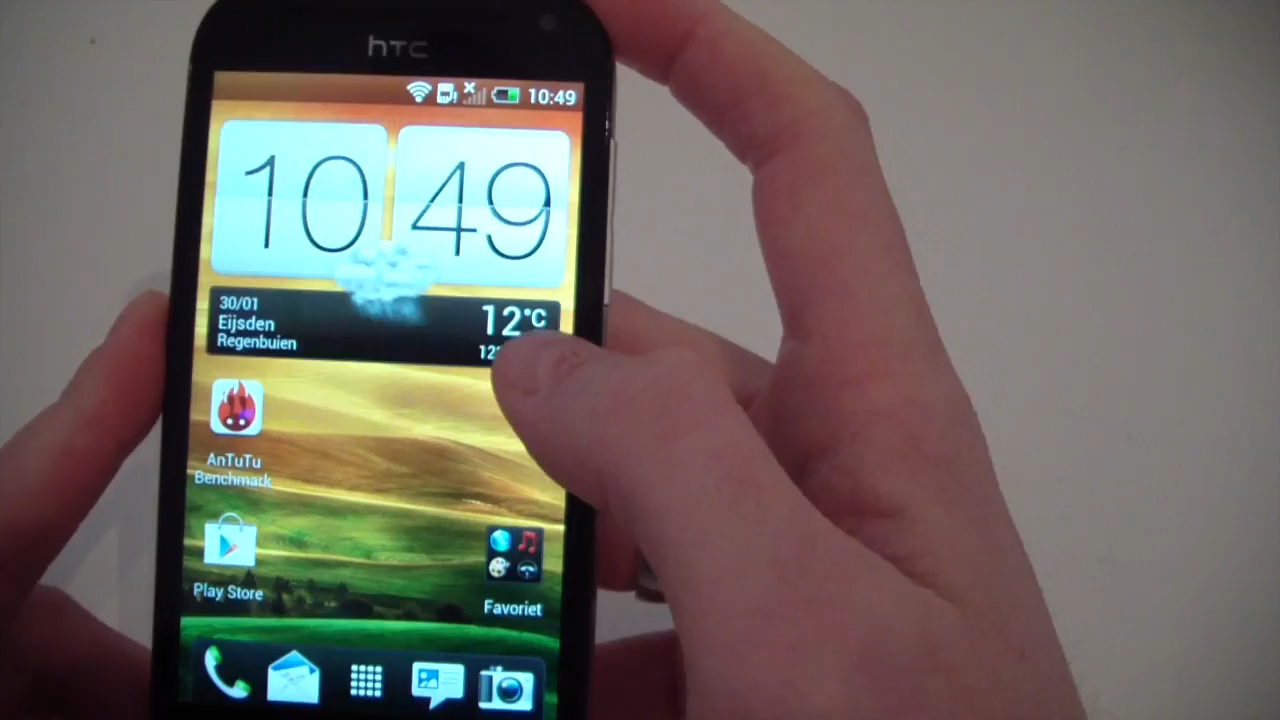 hTC
10:49
10 49
30/01
Eijsden
Regenbuien
12°C
AnTuTu
Benchmark
Play Store
Favoriet